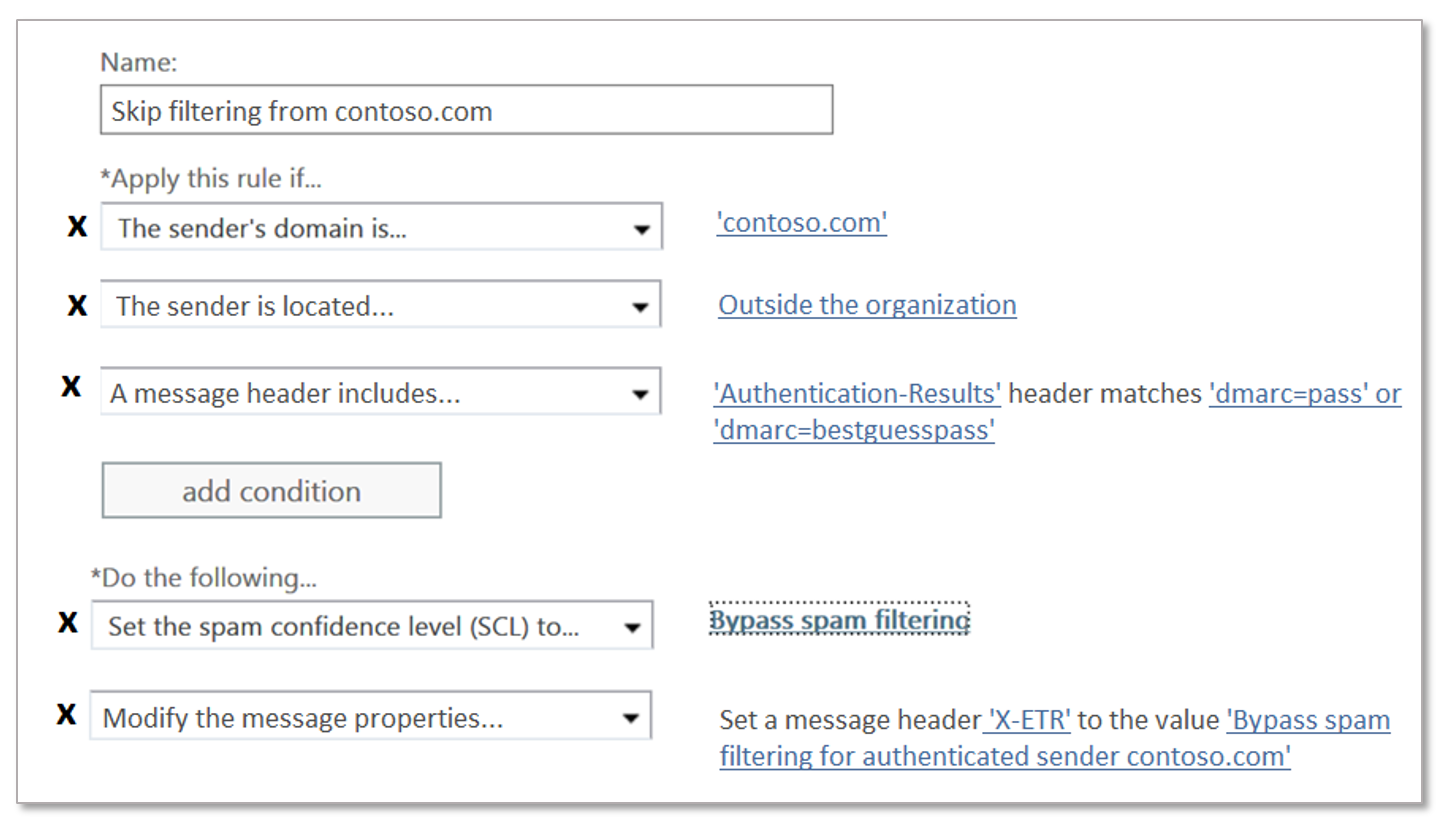 Name:
Skip filtering from contoso.com
*Apply this rule if...
X The sender's domain is... 'contoso.com'
X The sender is located... Outside the organization
X A message header includes... 'Authentication-Results' header matches 'dmarc=pass' or
'dmarc=bestguesspass'
add condition
*Do the following...
X Set the spam confidence level (SCL) to... Bypass spam filtering
X Modify the message properties... Set a message header 'X-ETR' to the value 'Bypass spam
filtering for authenticated sender contoso.com'